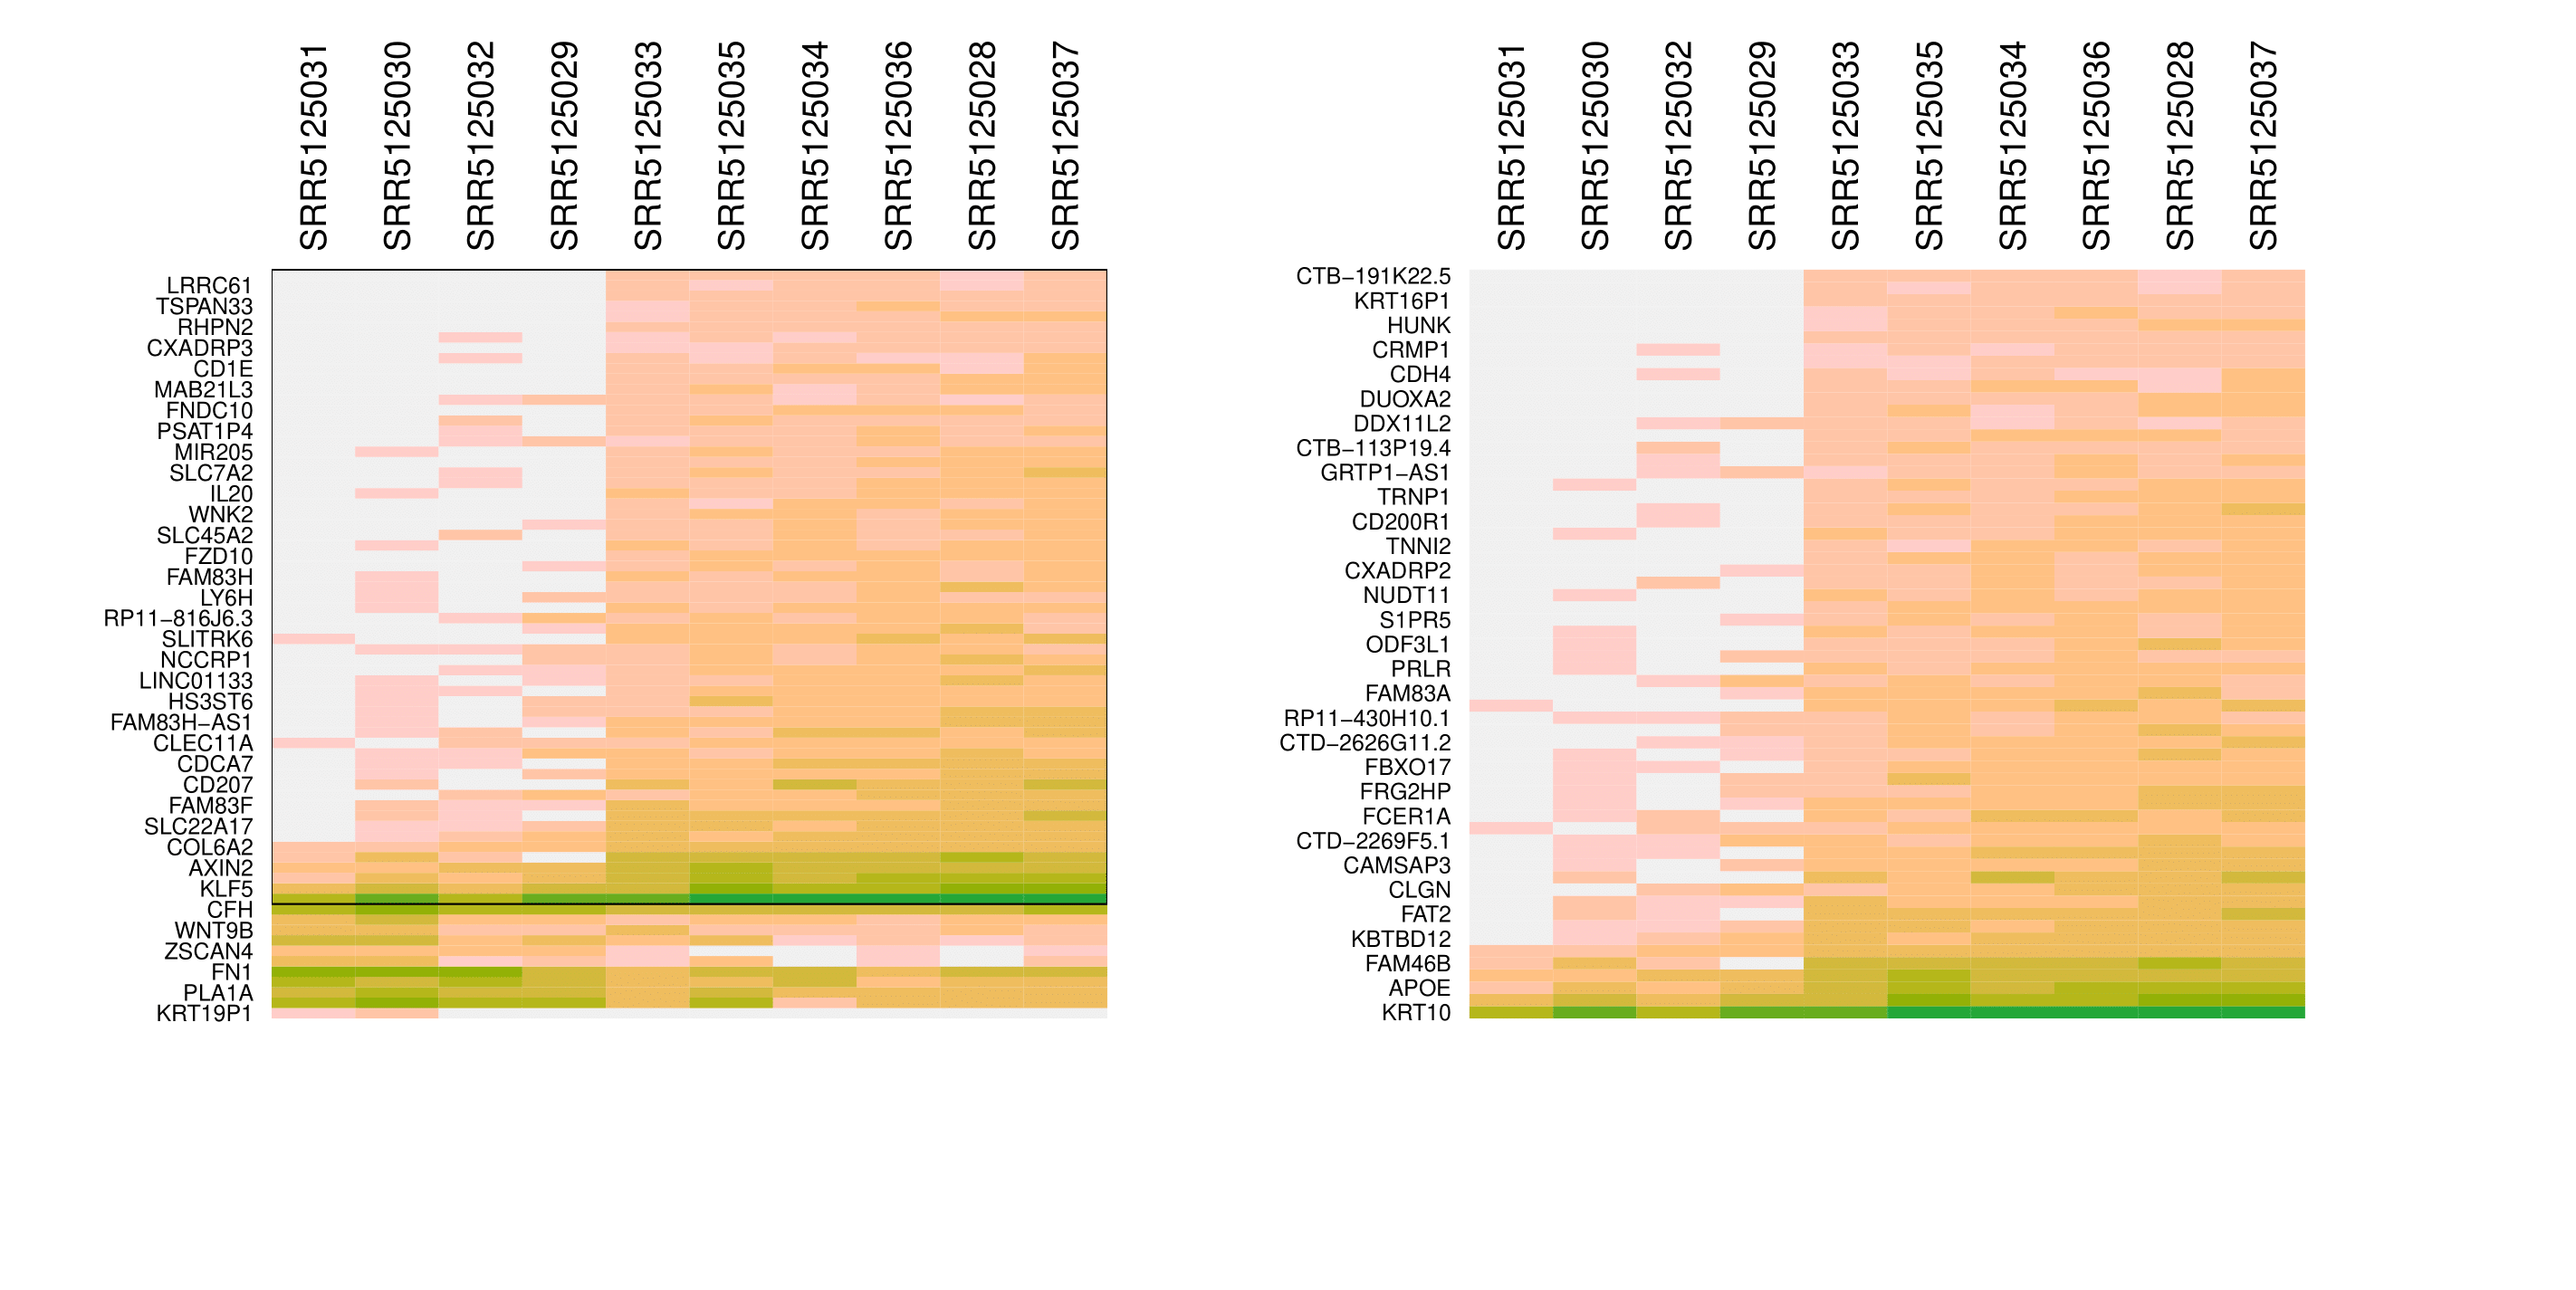 SRR5125031
SRR5125030
SRR5125032
SRR5125029
SRR5125033
SRR5125035
SRR5125034
SRR5125036
SRR5125028
SRR5125037
LRRC61
TSPAN33
RHPN2
CXADRP3
CD1E
MAB21L3
FNDC10
PSAT1P4
MIR205
SLC7A2
IL20
WNK2
SLC45A2
FZD10
FAM83H
LY6H
RP11−816J6.3
SLITRK6
NCCRP1
LINC01133
HS3ST6
FAM83H−AS1
CLEC11A
CDCA7
CD207
FAM83F
SLC22A17
COL6A2
AXIN2
KLF5
CFH
WNT9B
ZSCAN4
FN1
PLA1A
KRT19P1
SRR5125031
SRR5125030
SRR5125032
SRR5125029
SRR5125033
SRR5125035
SRR5125034
SRR5125036
SRR5125028
SRR5125037
CTB−191K22.5
KRT16P1
HUNK
CRMP1
CDH4
DUOXA2
DDX11L2
CTB−113P19.4
GRTP1−AS1
TRNP1
CD200R1
TNNI2
CXADRP2
NUDT11
S1PR5
ODF3L1
PRLR
FAM83A
RP11−430H10.1
CTD−2626G11.2
FBXO17
FRG2HP
FCER1A
CTD−2269F5.1
CAMSAP3
CLGN
FAT2
KBTBD12
FAM46B
APOE
KRT10